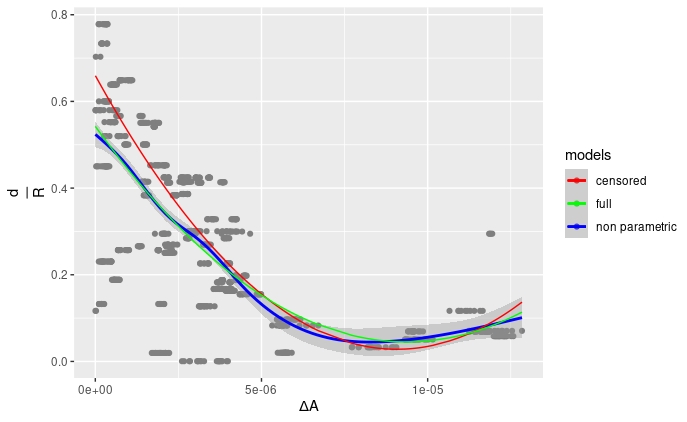 0.8
0.6
0.4
0.2
0.0
d
R
0e+00
5e-06
1e-05
ΔA
models
censored
full
non parametric